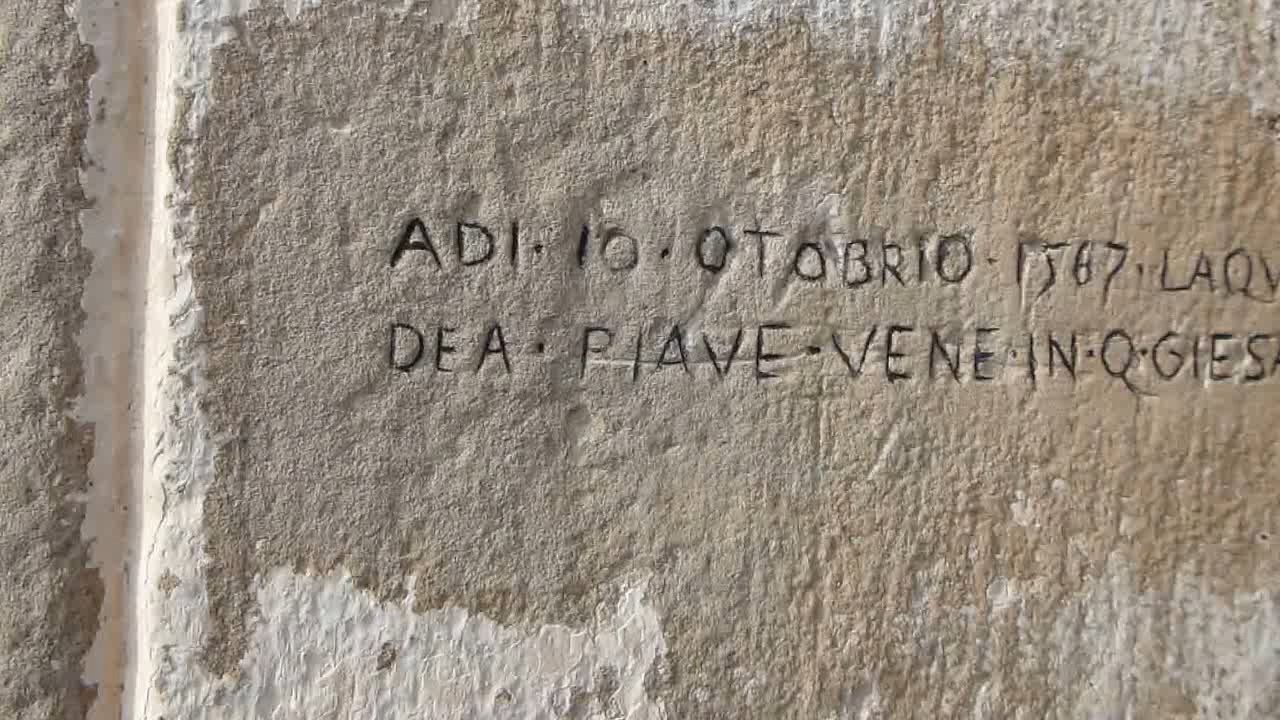 ADI · 10 · OTOBRIO · 1567 · LAQV
DEA · PIAVE · VENE · IN · Q · GIESA